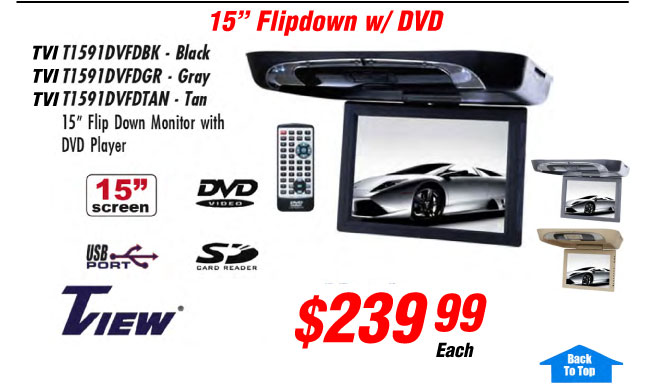 15” Flipdown w/ DVD
TVI T1591DVFDBK - Black
TVI T1591DVFDGR - Gray
TVI T1591DVFDTAN - Tan
15” Flip Down Monitor with
DVD Player
15”
screen
DVD
VIDEO
USB
PORT
SD
CARD READER
TVIEW®
$239 99
Each
Back
To Top